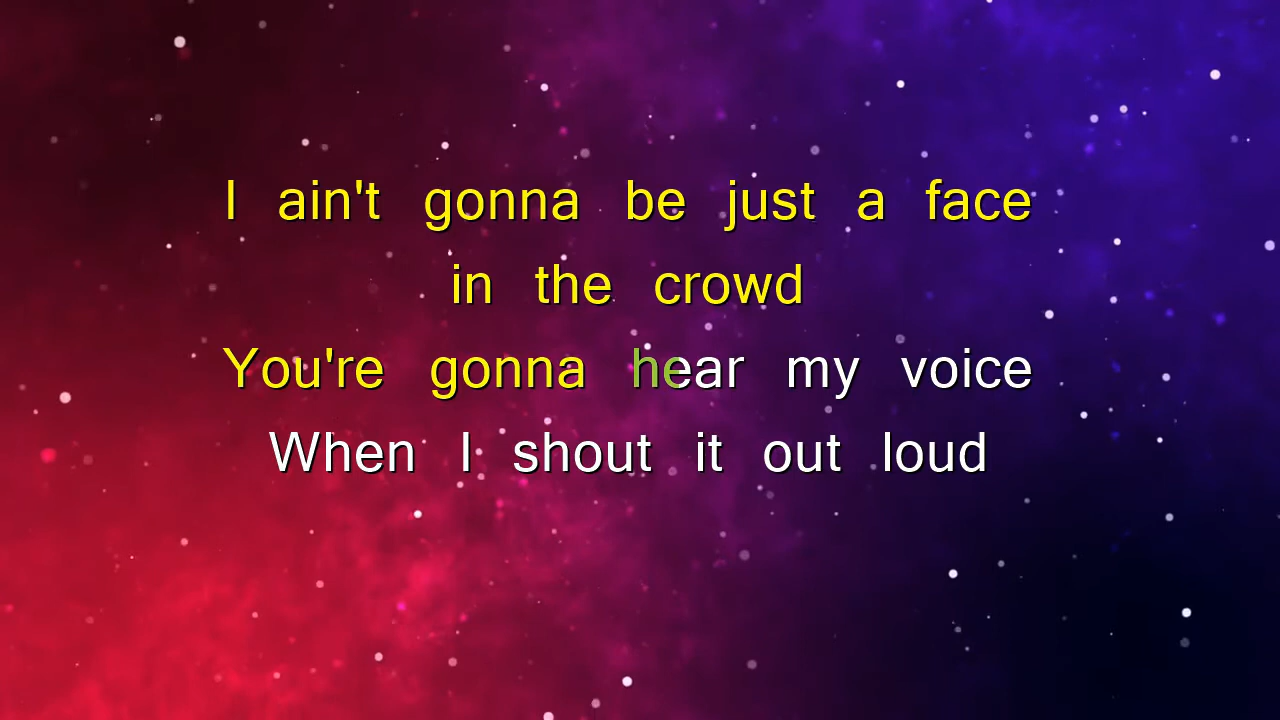 I ain't gonna be just a face
in the crowd
You're gonna hear my voice
When I shout it out loud